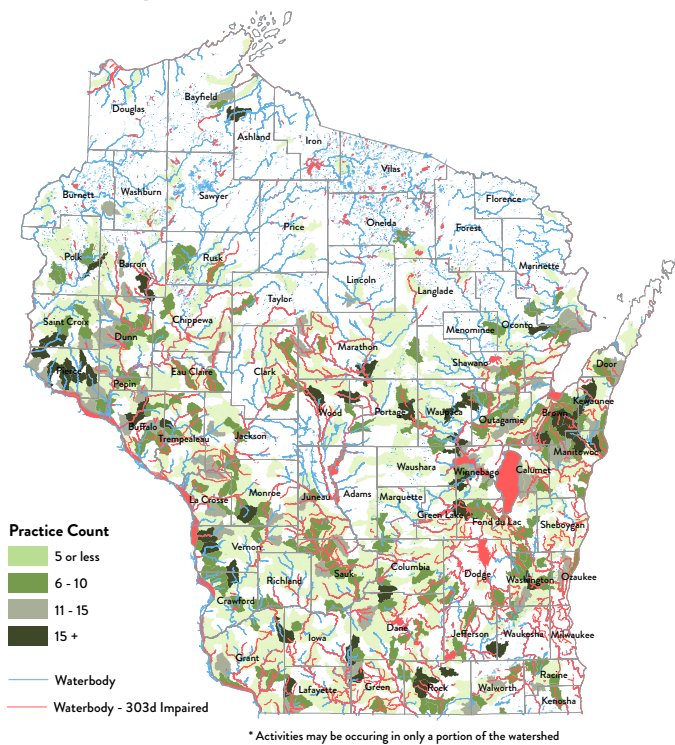 Douglas
Bayfield
Ashland
Iron
Vilas
Burnett
Washburn
Sawyer
Florence
Oneida
Forest
Price
Polk
Barron
Rusk
Marinette
Lincoln
Langlade
Taylor
Saint Croix
Chippewa
Menominee
Oconto
Dunn
Marathon
Shawano
Door
Pierce
Eau Claire
Clark
Pepin
Kewaunee
Wood
Portage
Waupaca
Brown
Outagamie
Buffalo
Trempealeau
Jackson
Manitowoc
Waushara
Winnebago
Calumet
La Crosse
Monroe
Juneau
Adams
Marquette
Green Lake
Fond du Lac
Sheboygan
Practice Count
5 or less
6 - 10
11 - 15
15 +
Vernon
Richland
Sauk
Columbia
Dodge
Washington
Ozaukee
Crawford
Iowa
Dane
Jefferson
Waukesha
Milwaukee
Grant
Lafayette
Green
Rock
Walworth
Racine
Kenosha
Waterbody
Waterbody - 303d Impaired
* Activities may be occuring in only a portion of the watershed